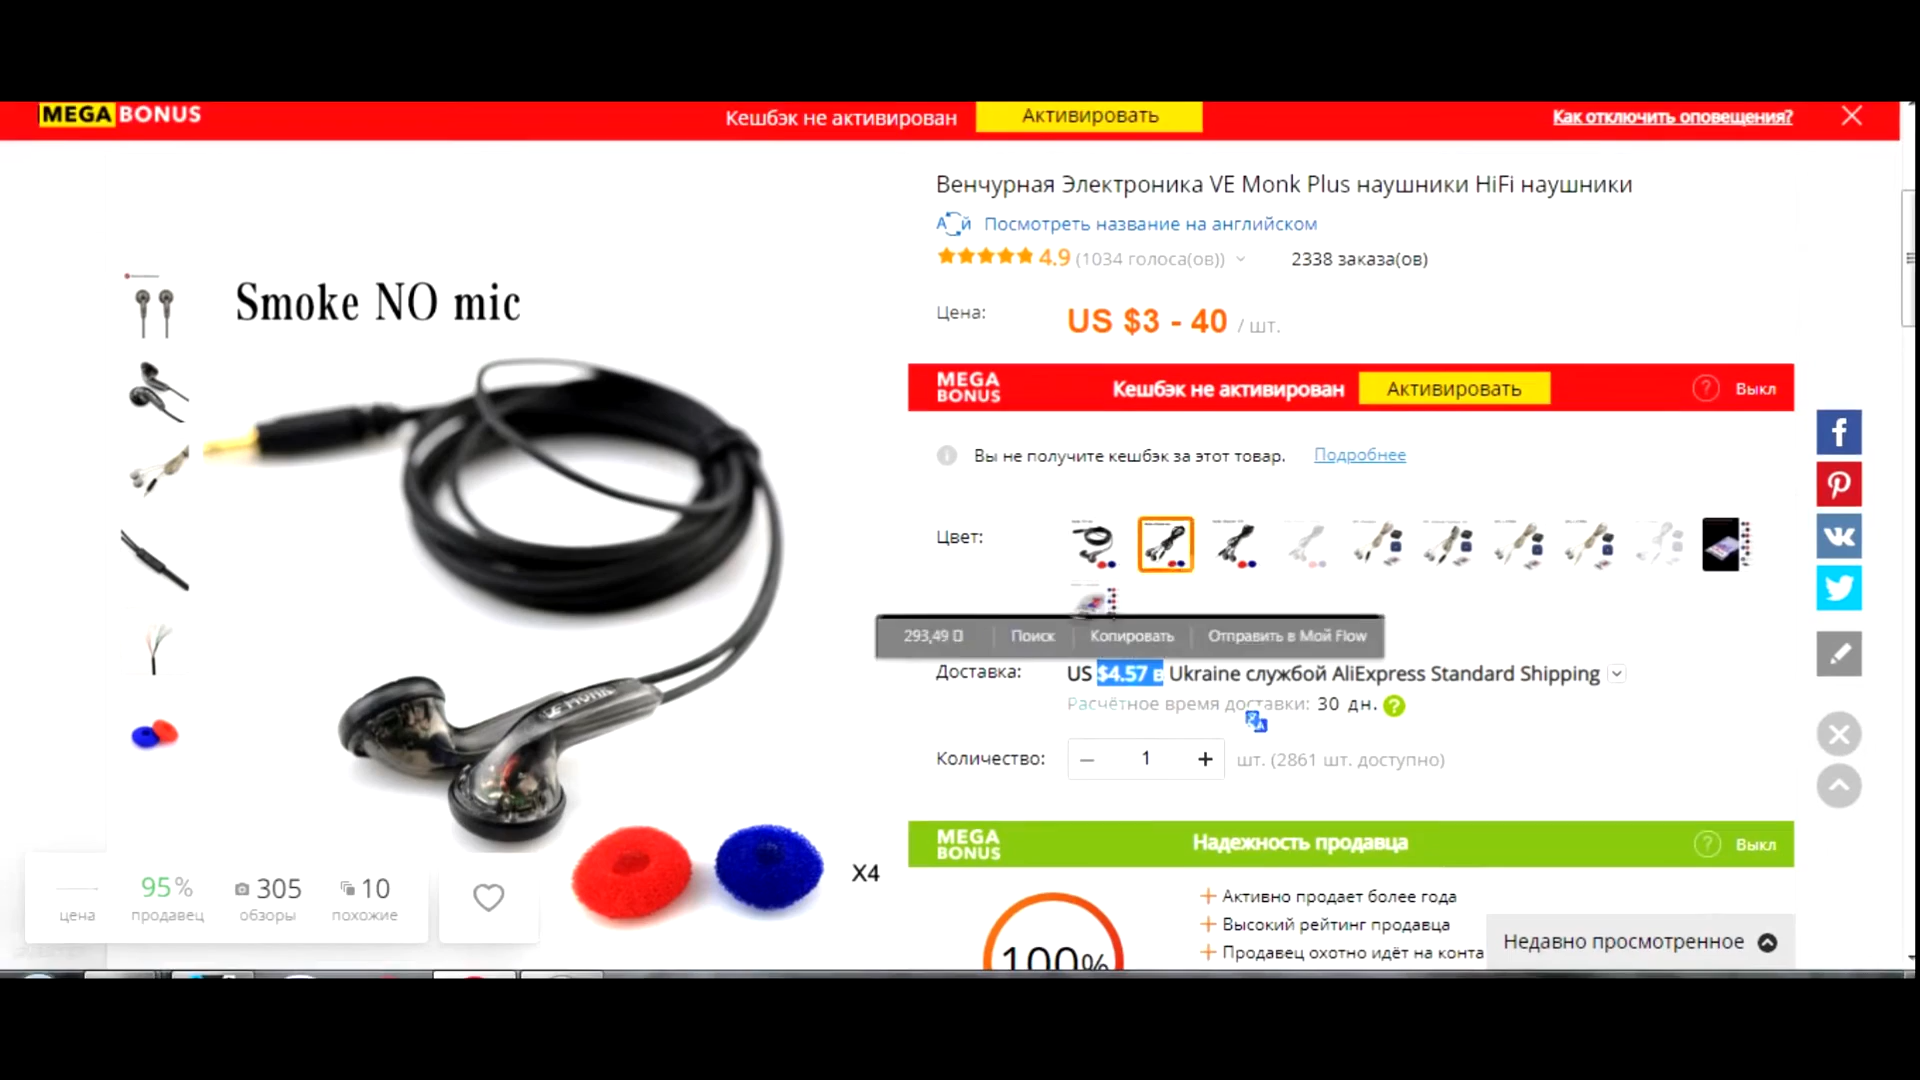 MEGA BONUS
Кешбэк не активирован
Активировать
Как отключить оповещения?
Венчурная Электроника VE Monk Plus наушники HiFi наушники
Посмотреть название на английском
4.9 (1034 голоса(ов)) 2338 заказа(ов)
Smoke NO mic
Цена: US $3 - 40 / шт.
MEGA BONUS
Кешбэк не активирован
Активировать
? Выкл
Вы не получите кешбэк за этот товар. Подробнее
Цвет:
293,49 Поиск Копировать Отправить в Мой Flow
Доставка: US $4.57 в Ukraine службой AliExpress Standard Shipping
Расчётное время доставки: 30 дн. ?
Количество: − 1 + шт. (2861 шт. доступно)
VE MONK
MEGA BONUS
Надежность продавца
? Выкл
X4
95% 305 10
цена продавец обзоры похожие
100%
+ Активно продает более года
+ Высокий рейтинг продавца
+ Продавец охотно идёт на конта
Недавно просмотренное